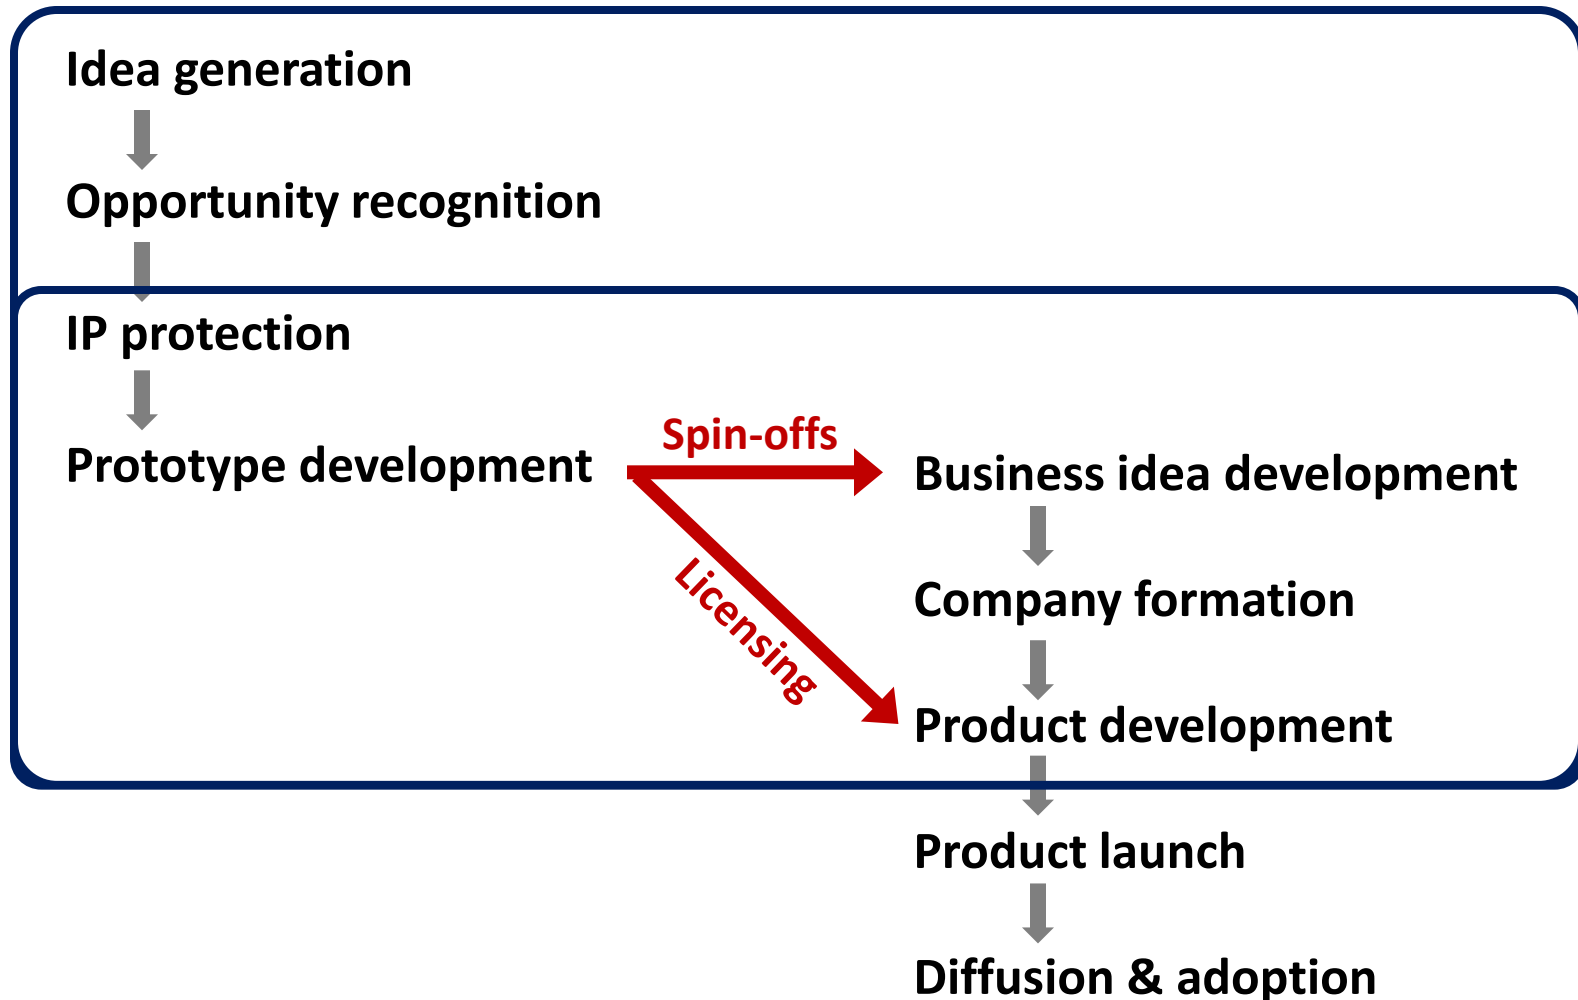 Idea generation
Opportunity recognition
IP protection
Prototype development
Spin-offs
Licensing
Business idea development
Company formation
Product development
Product launch
Diffusion & adoption